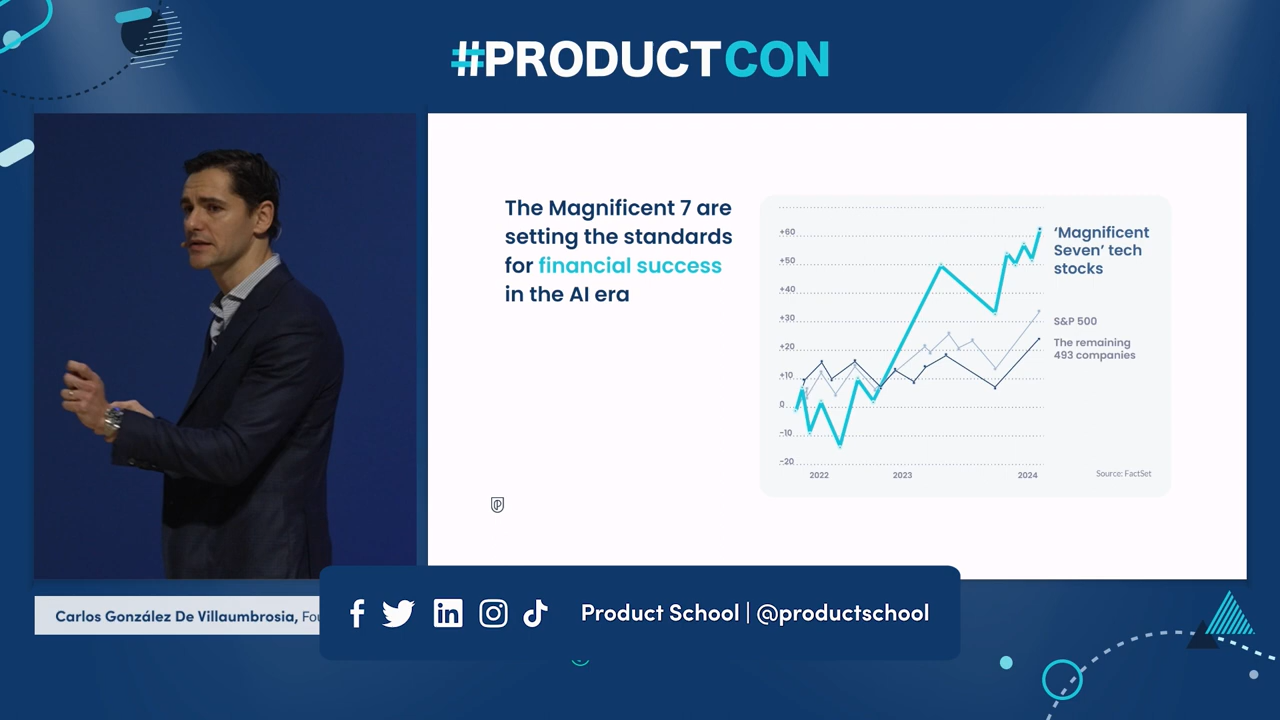 #PRODUCTCON
The Magnificent 7 are
setting the standards
for financial success
in the AI era
+60
+50
+40
+30
+20
+10
0
-10
-20
2022
2023
2024
‘Magnificent
Seven’ tech
stocks
S&P 500
The remaining
493 companies
Source: FactSet
Carlos González De Villaumbrosia,
Product School | @productschool